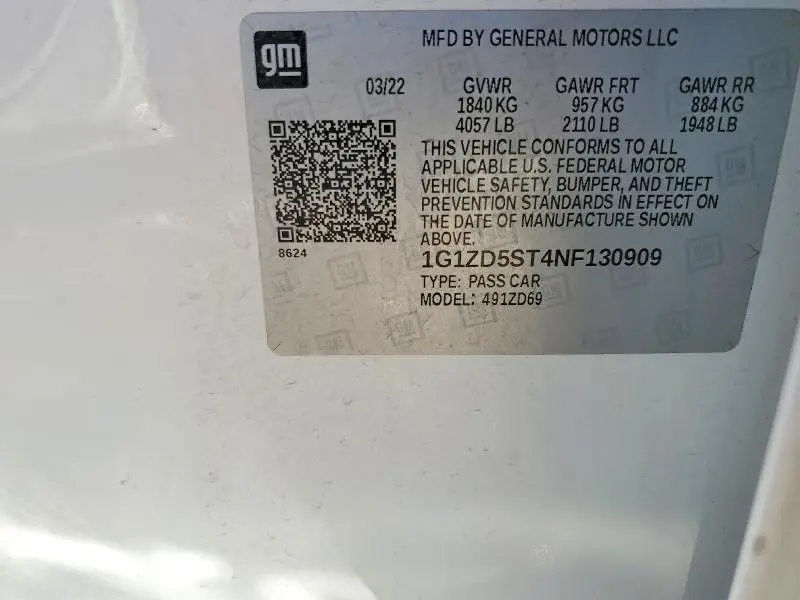 gm
MFD BY GENERAL MOTORS LLC
03/22 GVWR GAWR FRT GAWR RR
1840 KG 957 KG 884 KG
4057 LB 2110 LB 1948 LB
THIS VEHICLE CONFORMS TO ALL
APPLICABLE U.S. FEDERAL MOTOR
VEHICLE SAFETY, BUMPER, AND THEFT
PREVENTION STANDARDS IN EFFECT ON
THE DATE OF MANUFACTURE SHOWN
ABOVE.
8624
1G1ZD5ST4NF130909
TYPE: PASS CAR
MODEL: 491ZD69